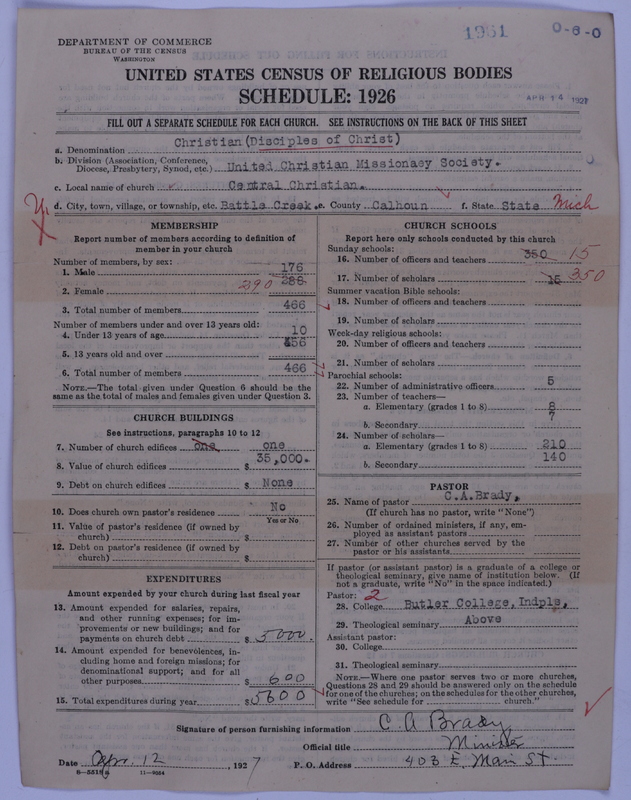 1961
0-6-0
DEPARTMENT OF COMMERCE
BUREAU OF THE CENSUS
WASHINGTON
UNITED STATES CENSUS OF RELIGIOUS BODIES
SCHEDULE: 1926
APR 14 1927
FILL OUT A SEPARATE SCHEDULE FOR EACH CHURCH. SEE INSTRUCTIONS ON THE BACK OF THIS SHEET
a. Denomination Christian (Disciples of Christ)
b. Division (Association, Conference, Diocese, Presbytery, Synod, etc.) United Christian Missionacy Society.
c. Local name of church Central Christian.
d. City, town, village, or township, etc. Battle Creek. e. County Calhoun f. State State Mich
MEMBERSHIP
Report number of members according to definition of
member in your church
Number of members, by sex:
1. Male 176
2. Female 290 288
3. Total number of members 466
Number of members under and over 13 years old:
4. Under 13 years of age 10
5. 13 years old and over 456
6. Total number of members 466
NOTE.—The total given under Question 6 should be the
same as the total of males and females given under Question 3.
CHURCH BUILDINGS
See instructions, paragraphs 10 to 12
7. Number of church edifices one one
8. Value of church edifices $ 35,000.
9. Debt on church edifices $ None
10. Does church own pastor's residence No
Yes or No
11. Value of pastor's residence (if owned by
church) $
12. Debt on pastor's residence (if owned by
church) $
EXPENDITURES
Amount expended by your church during last fiscal year
13. Amount expended for salaries, repairs,
and other running expenses; for im-
provements or new buildings; and for
payments on church debt $ 5000.
14. Amount expended for benevolences, in-
cluding home and foreign missions; for
denominational support; and for all
other purposes $ 600
15. Total expenditures during year $ 5600
CHURCH SCHOOLS
Report here only schools conducted by this church
Sunday schools:
16. Number of officers and teachers 350 15
17. Number of scholars 15 350
Summer vacation Bible schools:
18. Number of officers and teachers
19. Number of scholars
Week-day religious schools:
20. Number of officers and teachers
21. Number of scholars
Parochial schools:
22. Number of administrative officers 5
23. Number of teachers—
a. Elementary (grades 1 to 8) 8
b. Secondary 7
24. Number of scholars—
a. Elementary (grades 1 to 8) 210
b. Secondary 140
PASTOR
25. Name of pastor C.A.Brady,
(If church has no pastor, write "None")
26. Number of ordained ministers, if any, em-
ployed as assistant pastors
27. Number of other churches served by the
pastor or his assistants
If pastor (or assistant pastor) is a graduate of a college or
theological seminary, give name of institution below. (If
not a graduate, write "No" in the space indicated.)
Pastor: 2
28. College Butler College, Indpls,
29. Theological seminary Above
Assistant pastor:
30. College
31. Theological seminary
NOTE.—Where one pastor serves two or more churches,
Questions 28 and 29 should be answered only on the schedule
for one of the churches; on the schedules for the other churches,
write "See schedule for church."
Signature of person furnishing information C. A Brady
Official title Minister
Date Apr. 12, 1927 P. O. Address 403 E. Main St.
8-5518a 11-9564